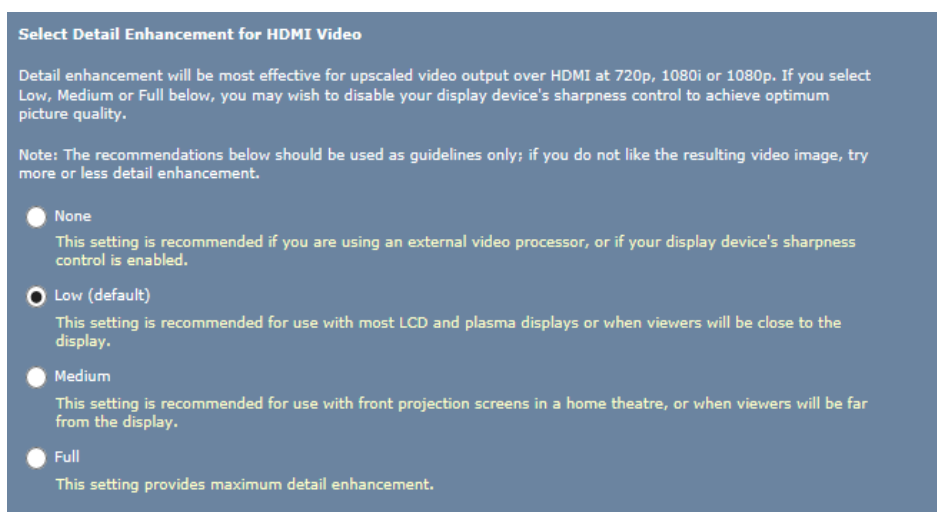 Select Detail Enhancement for HDMI Video
Detail enhancement will be most effective for upscaled video output over HDMI at 720p, 1080i or 1080p. If you select
Low, Medium or Full below, you may wish to disable your display device's sharpness control to achieve optimum
picture quality.
Note: The recommendations below should be used as guidelines only; if you do not like the resulting video image, try
more or less detail enhancement.
None
This setting is recommended if you are using an external video processor, or if your display device's sharpness
control is enabled.
Low (default)
This setting is recommended for use with most LCD and plasma displays or when viewers will be close to the
display.
Medium
This setting is recommended for use with front projection screens in a home theatre, or when viewers will be far
from the display.
Full
This setting provides maximum detail enhancement.